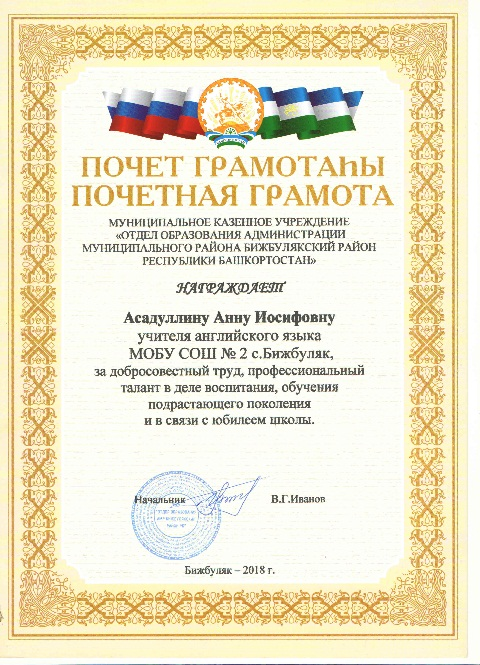 ПОЧЕТ ГРАМОТАҺЫ
ПОЧЕТНАЯ ГРАМОТА
МУНИЦИПАЛЬНОЕ КАЗЕННОЕ УЧРЕЖДЕНИЕ
«ОТДЕЛ ОБРАЗОВАНИЯ АДМИНИСТРАЦИИ
МУНИЦИПАЛЬНОГО РАЙОНА БИЖБУЛЯКСКИЙ РАЙОН
РЕСПУБЛИКИ БАШКОРТОСТАН»
НАГРАЖДАЕТ
Асадуллину Анну Иосифовну
учителя английского языка
МОБУ СОШ № 2 с.Бижбуляк,
за добросовестный труд, профессиональный
талант в деле воспитания, обучения
подрастающего поколения
и в связи с юбилеем школы.
Начальник В.Г.Иванов
Бижбуляк – 2018 г.